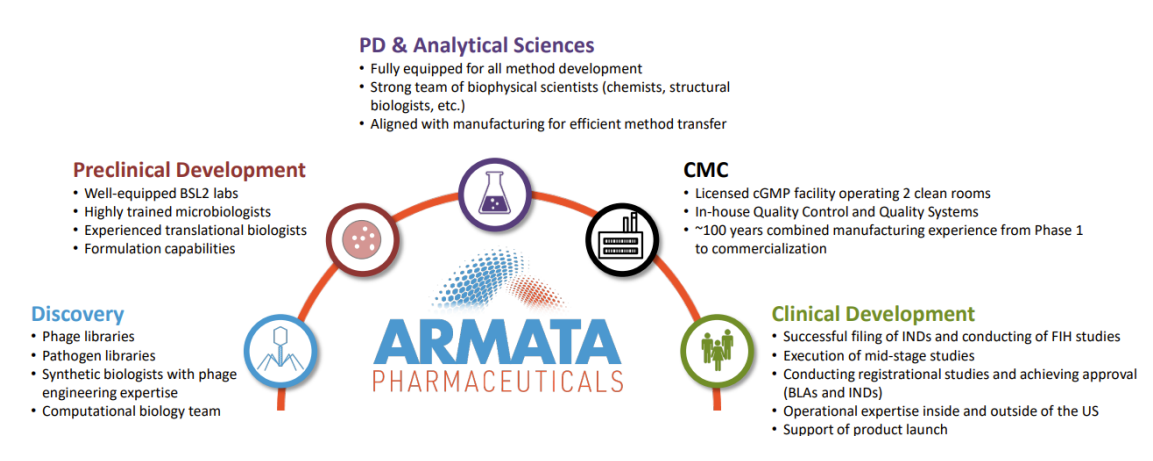 PD & Analytical Sciences
• Fully equipped for all method development
• Strong team of biophysical scientists (chemists, structural
biologists, etc.)
• Aligned with manufacturing for efficient method transfer
Preclinical Development
• Well-equipped BSL2 labs
• Highly trained microbiologists
• Experienced translational biologists
• Formulation capabilities
CMC
• Licensed cGMP facility operating 2 clean rooms
• In-house Quality Control and Quality Systems
• ~100 years combined manufacturing experience from Phase 1
to commercialization
Discovery
• Phage libraries
• Pathogen libraries
• Synthetic biologists with phage
engineering expertise
• Computational biology team
ARMATA
PHARMACEUTICALS
Clinical Development
• Successful filing of INDs and conducting of FIH studies
• Execution of mid-stage studies
• Conducting registrational studies and achieving approval
(BLAs and INDs)
• Operational expertise inside and outside of the US
• Support of product launch